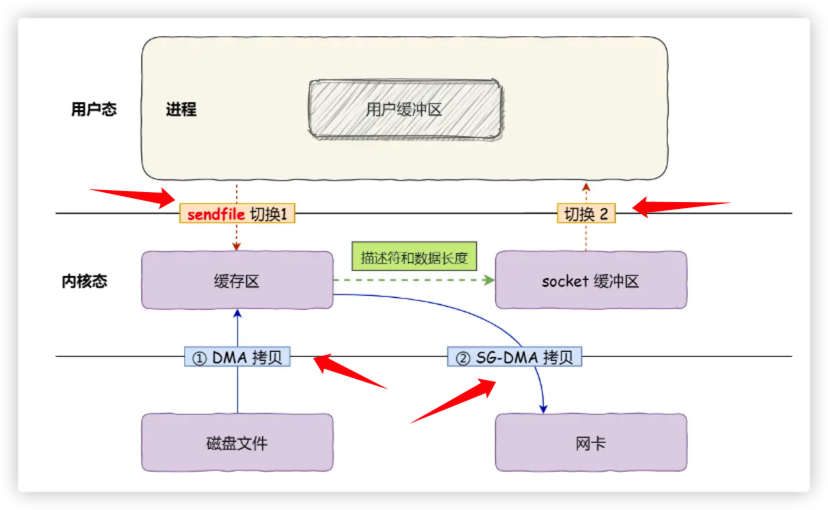 用户态
进程
用户缓冲区
sendfile 切换1
切换 2
内核态
缓存区
描述符和数据长度
socket 缓冲区
① DMA 拷贝
② SG-DMA 拷贝
磁盘文件
网卡